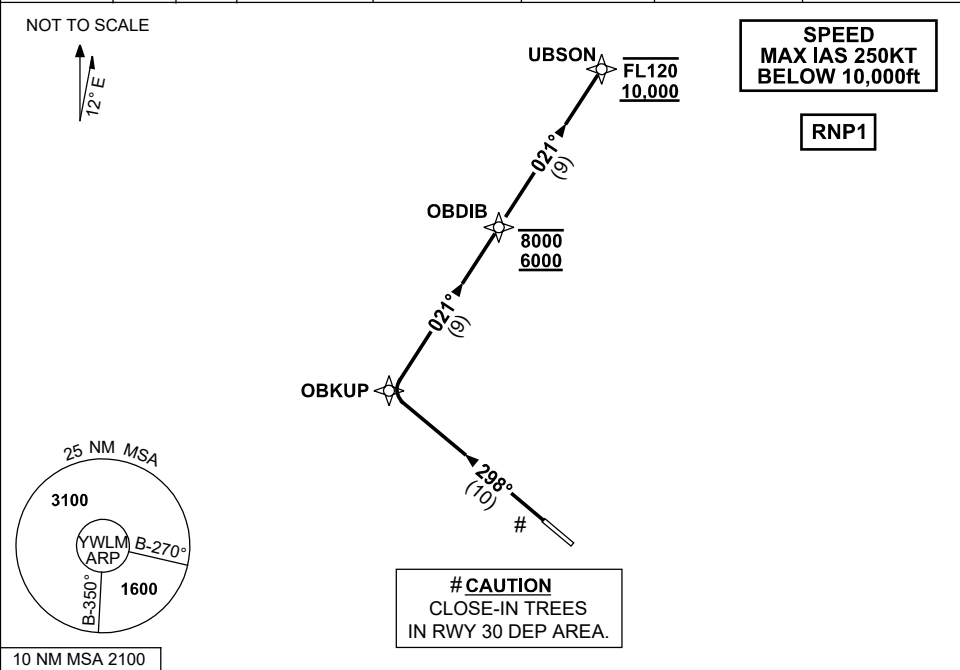 NOT TO SCALE
12° E
SPEED
MAX IAS 250KT
BELOW 10,000ft
RNP1
UBSON
FL120
10,000
021°
(9)
OBDIB
8000
6000
021°
(9)
OBKUP
298°
(10)
#
25 NM MSA
3100
YWLM
ARP
B-270°
B-350°
1600
10 NM MSA 2100
# CAUTION
CLOSE-IN TREES
IN RWY 30 DEP AREA.